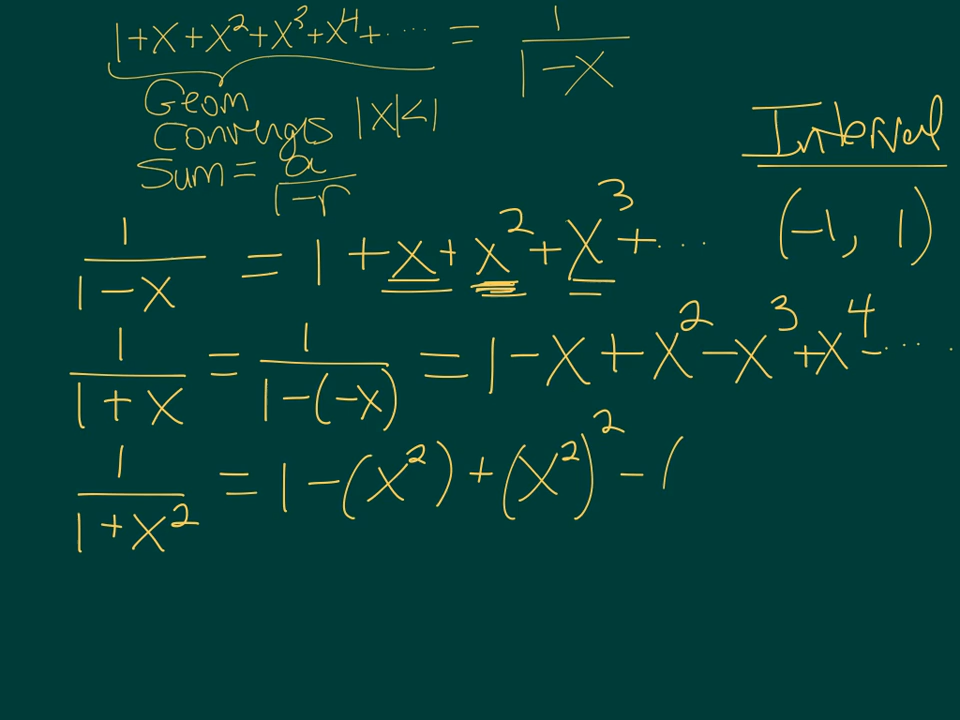 1+x+x²+x³+x⁴+⋯ = 1/(1-x)
Geom
Converges |x|<1
Sum = a/(1-r)
Interval
1/(1-x) = 1+x+x²+x³+⋯
(-1, 1)
1/(1+x) = 1/(1-(-x)) = 1-x+x²-x³+x⁴-⋯
1/(1+x²) = 1-(x²)+(x²)²-(